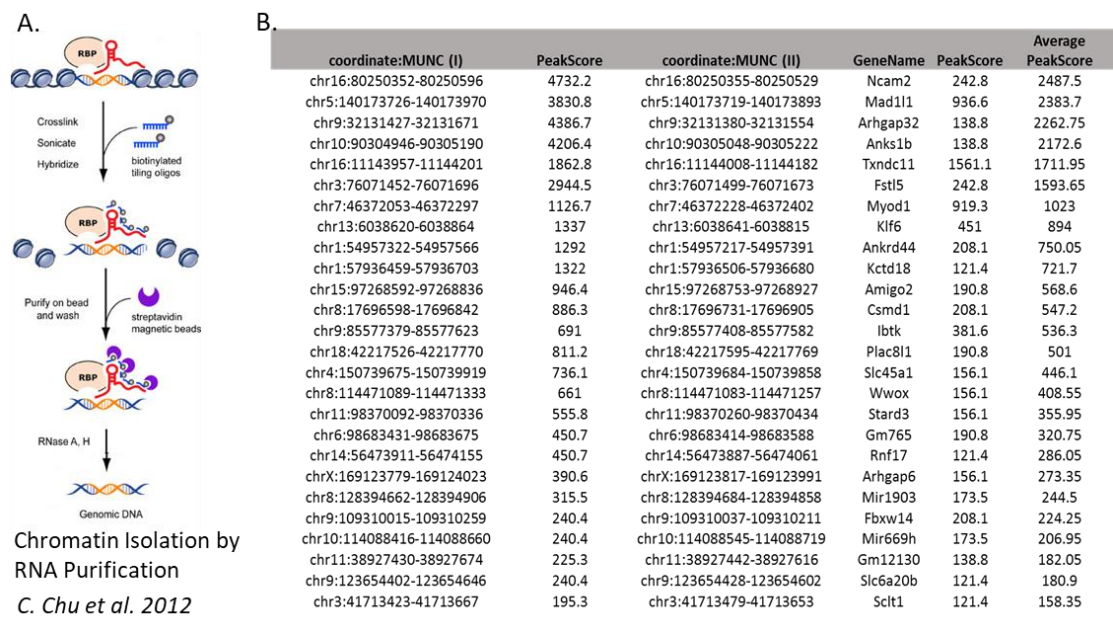 A.
RBP
Crosslink
Sonicate
Hybridize
biotinylated
tiling oligos
RBP
Purify on bead
and wash
streptavidin
magnetic beads
RBP
RNase A, H
Genomic DNA
Chromatin Isolation by
RNA Purification
C. Chu et al. 2012
B.
coordinate:MUNC (I) PeakScore coordinate:MUNC (II) GeneName PeakScore Average PeakScore
chr16:80250352-80250596 4732.2 chr16:80250355-80250529 Ncam2 242.8 2487.5
chr5:140173726-140173970 3830.8 chr5:140173719-140173893 Mad1l1 936.6 2383.7
chr9:32131427-32131671 4386.7 chr9:32131380-32131554 Arhgap32 138.8 2262.75
chr10:90304946-90305190 4206.4 chr10:90305048-90305222 Anks1b 138.8 2172.6
chr16:11143957-11144201 1862.8 chr16:11144008-11144182 Txndc11 1561.1 1711.95
chr3:76071452-76071696 2944.5 chr3:76071499-76071673 Fstl5 242.8 1593.65
chr7:46372053-46372297 1126.7 chr7:46372228-46372402 Myod1 919.3 1023
chr13:6038620-6038864 1337 chr13:6038641-6038815 Klf6 451 894
chr1:54957322-54957566 1292 chr1:54957217-54957391 Ankrd44 208.1 750.05
chr1:57936459-57936703 1322 chr1:57936506-57936680 Kctd18 121.4 721.7
chr15:97268592-97268836 946.4 chr15:97268753-97268927 Amigo2 190.8 568.6
chr8:17696598-17696842 886.3 chr8:17696731-17696905 Csmd1 208.1 547.2
chr9:85577379-85577623 691 chr9:85577408-85577582 Ibtk 381.6 536.3
chr18:42217526-42217770 811.2 chr18:42217595-42217769 Plac8l1 190.8 501
chr4:150739675-150739919 736.1 chr4:150739684-150739858 Slc45a1 156.1 446.1
chr8:114471089-114471333 661 chr8:114471083-114471257 Wwox 156.1 408.55
chr11:98370092-98370336 555.8 chr11:98370260-98370434 Stard3 156.1 355.95
chr6:98683431-98683675 450.7 chr6:98683414-98683588 Gm765 190.8 320.75
chr14:56473911-56474155 450.7 chr14:56473887-56474061 Rnf17 121.4 286.05
chrX:169123779-169124023 390.6 chrX:169123817-169123991 Arhgap6 156.1 273.35
chr8:128394662-128394906 315.5 chr8:128394684-128394858 Mir1903 173.5 244.5
chr9:109310015-109310259 240.4 chr9:109310037-109310211 Fbxw14 208.1 224.25
chr10:114088416-114088660 240.4 chr10:114088545-114088719 Mir669h 173.5 206.95
chr11:38927430-38927674 225.3 chr11:38927442-38927616 Gm12130 138.8 182.05
chr9:123654402-123654646 240.4 chr9:123654428-123654602 Slc6a20b 121.4 180.9
chr3:41713423-41713667 195.3 chr3:41713479-41713653 Sclt1 121.4 158.35